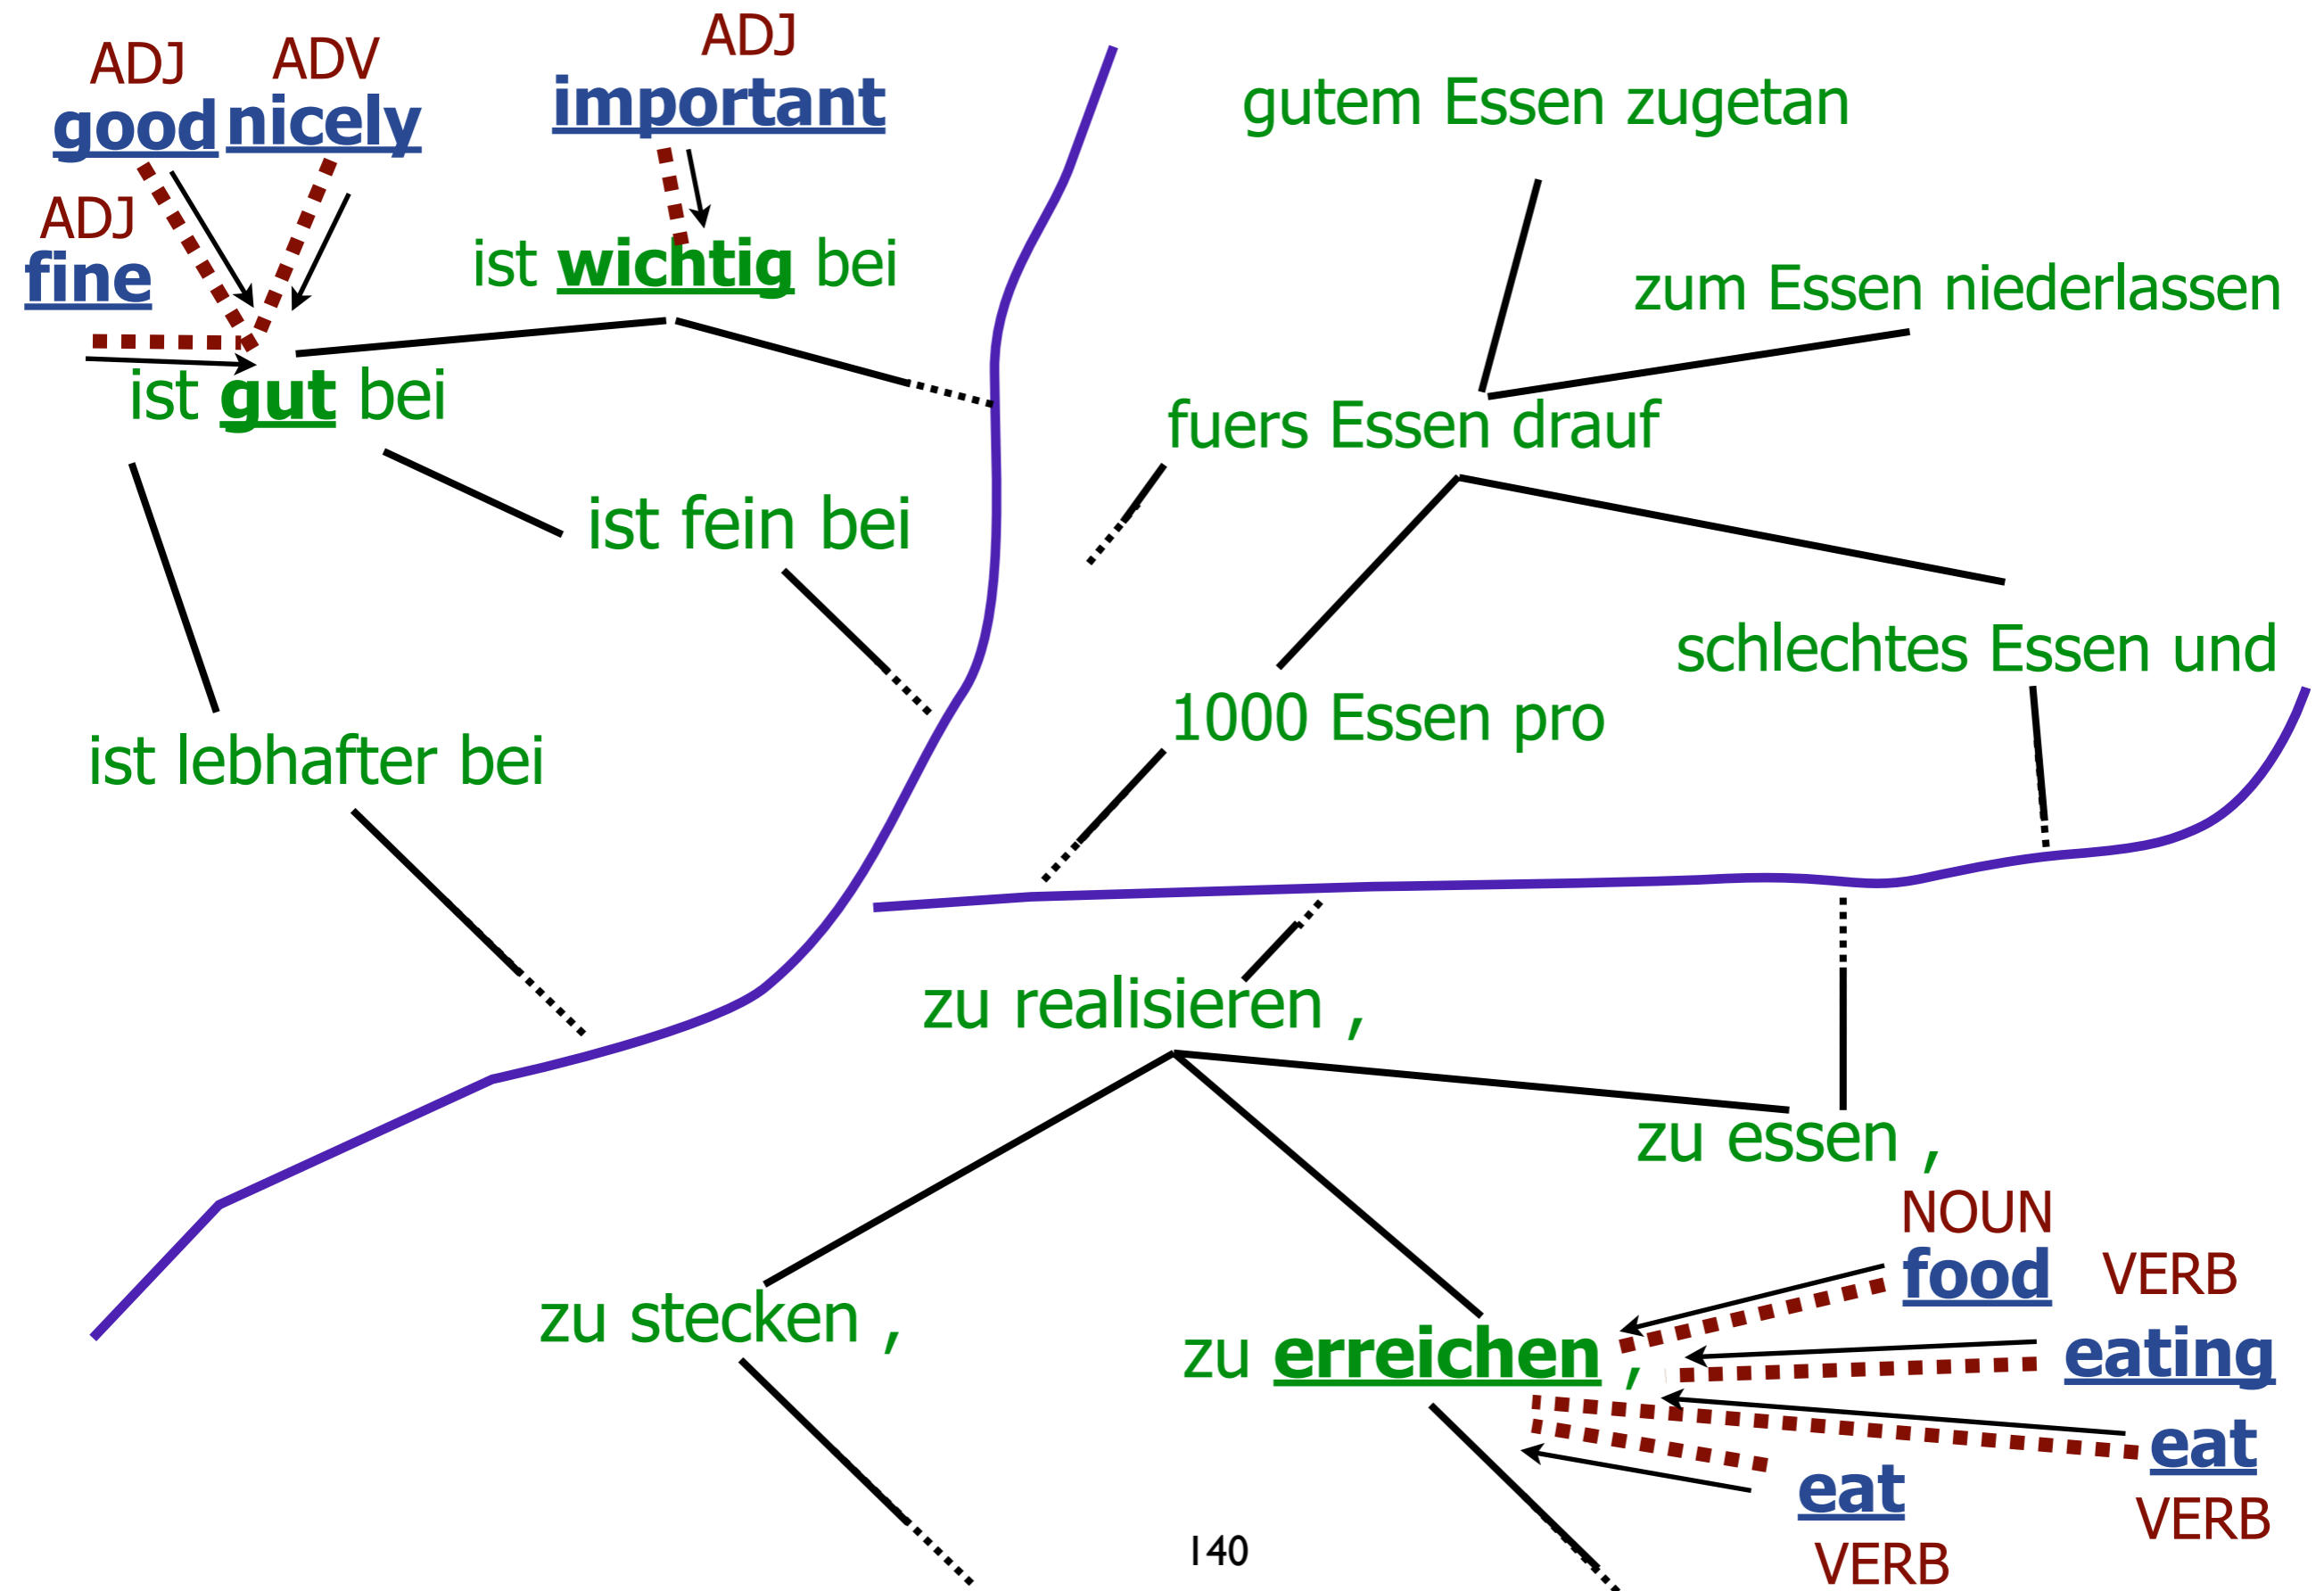 ADJ
ADJ ADV
good nicely
important
gutem Essen zugetan
ADJ
fine
ist wichtig bei
zum Essen niederlassen
ist gut bei
fuers Essen drauf
ist fein bei
schlechtes Essen und
1000 Essen pro
ist lebhafter bei
zu realisieren ,
zu essen ,
NOUN
food
VERB
zu stecken ,
zu erreichen ,
eating
eat
eat
VERB
VERB
140